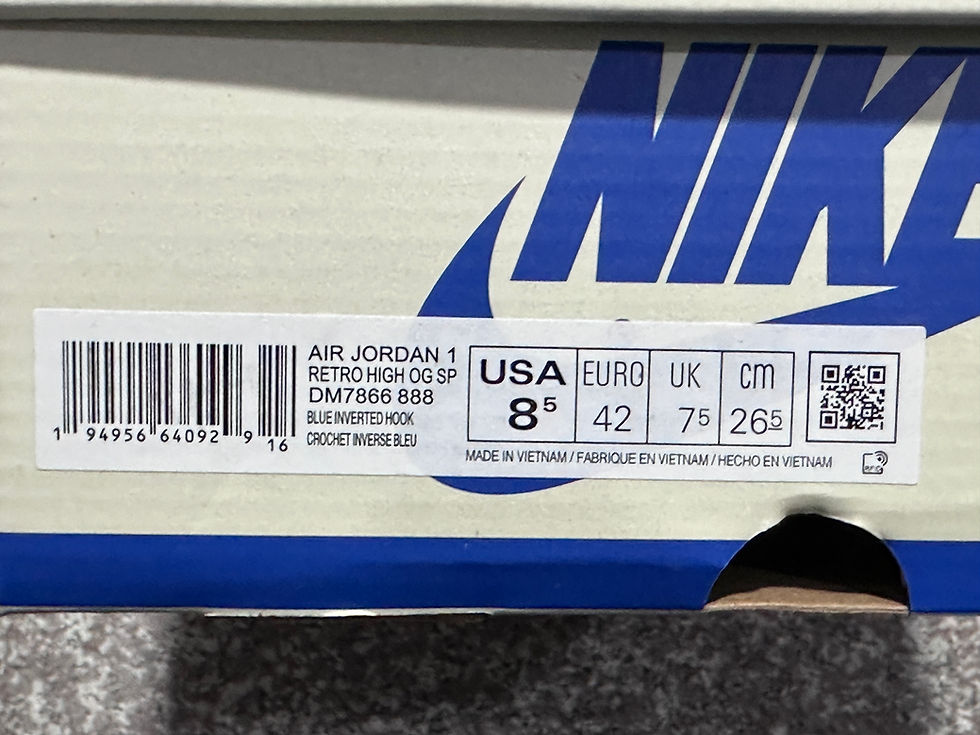 NIKE
AIR JORDAN 1
RETRO HIGH OG SP
DM7866 888
BLUE INVERTED HOOK
CROCHET INVERSE BLEU
1 94956 64092 9
16
USA EURO UK cm
8⁵ 42 7⁵ 26⁵
MADE IN VIETNAM / FABRIQUE EN VIETNAM / HECHO EN VIETNAM
RFID